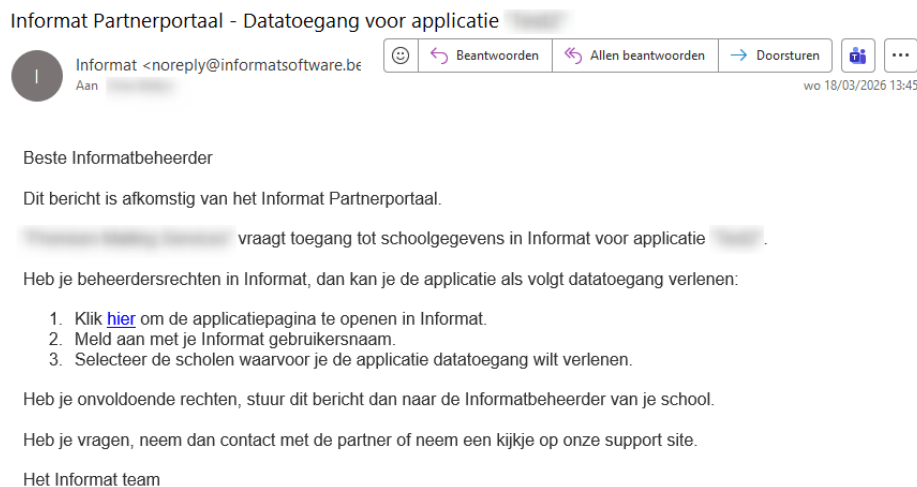 Informat Partnerportaal - Datatoegang voor applicatie
Informat <noreply@informatsoftware.be
Beantwoorden
Allen beantwoorden
Doorsturen
I
Aan
wo 18/03/2026 13:45
Beste Informatbeheerder
Dit bericht is afkomstig van het Informat Partnerportaal.
vraagt toegang tot schoolgegevens in Informat voor applicatie .
Heb je beheerdersrechten in Informat, dan kan je de applicatie als volgt datatoegang verlenen:
1. Klik hier om de applicatiepagina te openen in Informat.
2. Meld aan met je Informat gebruikersnaam.
3. Selecteer de scholen waarvoor je de applicatie datatoegang wilt verlenen.
Heb je onvoldoende rechten, stuur dit bericht dan naar de Informatbeheerder van je school.
Heb je vragen, neem dan contact met de partner of neem een kijkje op onze support site.
Het Informat team